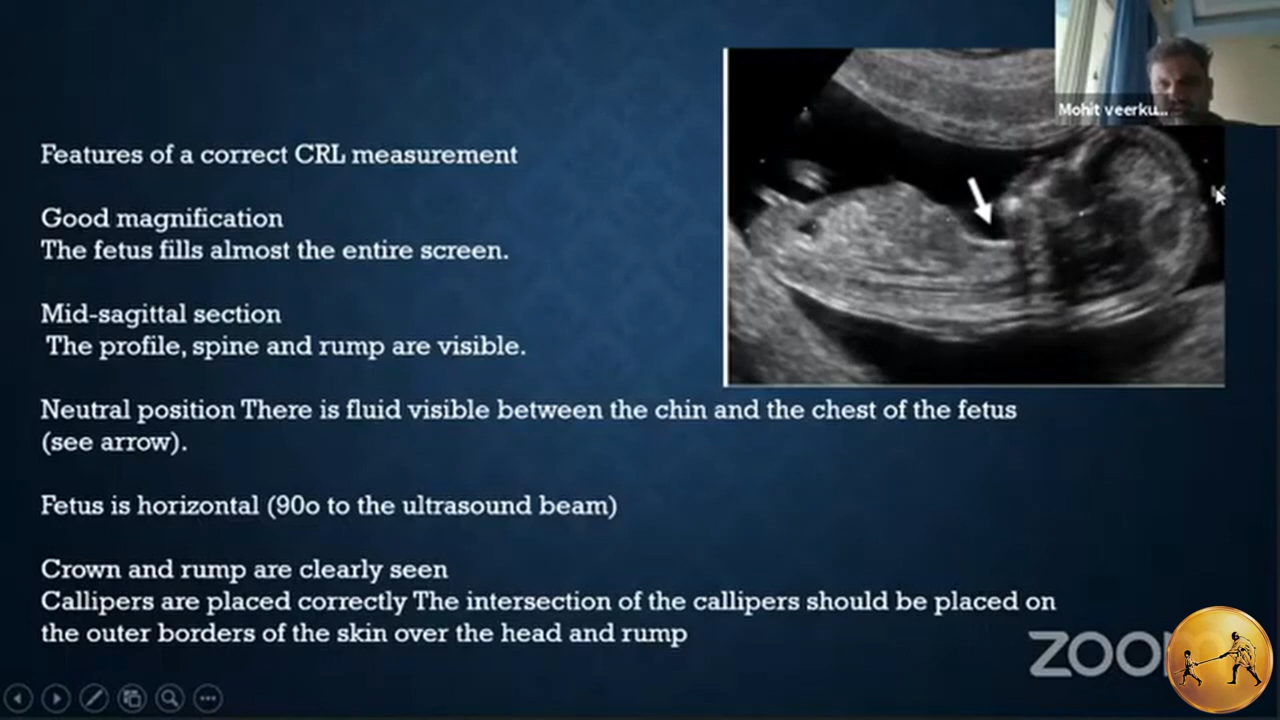 Mohit veerku...
Features of a correct CRL measurement
Good magnification
The fetus fills almost the entire screen.
Mid-sagittal section
The profile, spine and rump are visible.
Neutral position There is fluid visible between the chin and the chest of the fetus
(see arrow).
Fetus is horizontal (90o to the ultrasound beam)
Crown and rump are clearly seen
Callipers are placed correctly The intersection of the callipers should be placed on
the outer borders of the skin over the head and rump
zoom